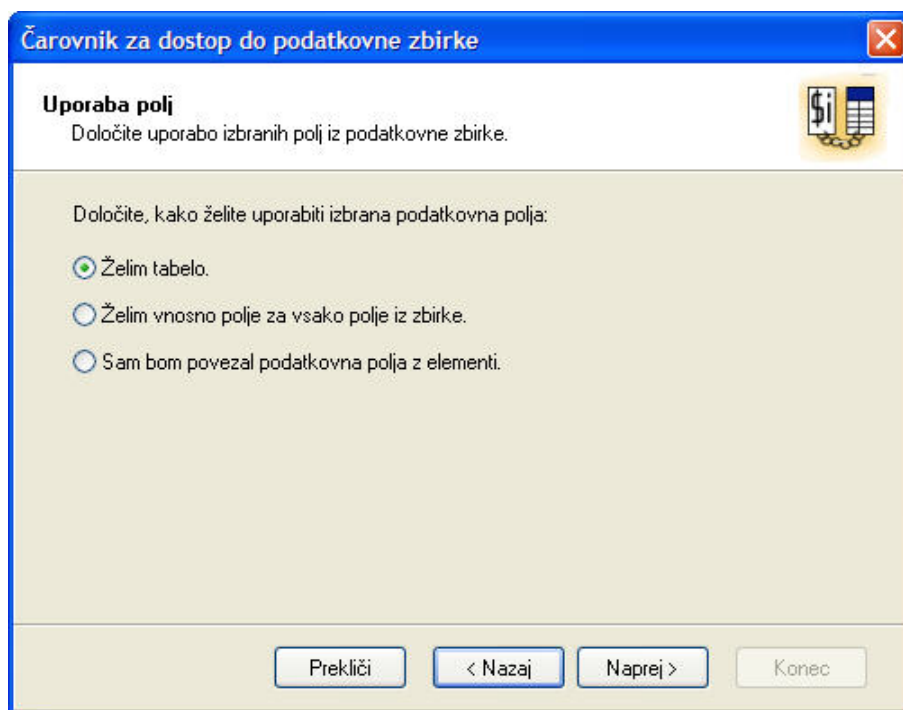 Čarovnik za dostop do podatkovne zbirke
Uporaba polj
Določite uporabo izbranih polj iz podatkovne zbirke.
$i
Določite, kako želite uporabiti izbrana podatkovna polja:
Želim tabelo.
Želim vnosno polje za vsako polje iz zbirke.
Sam bom povezal podatkovna polja z elementi.
Prekliči
< Nazaj
Naprej >
Konec